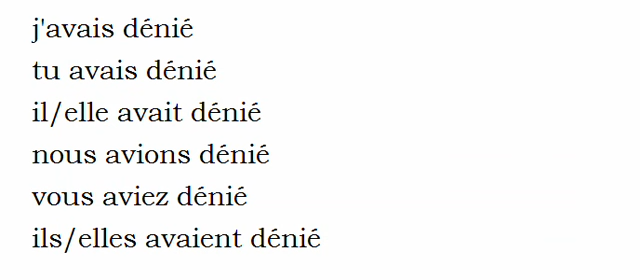 j'avais dénié
tu avais dénié
il/elle avait dénié
nous avions dénié
vous aviez dénié
ils/elles avaient dénié